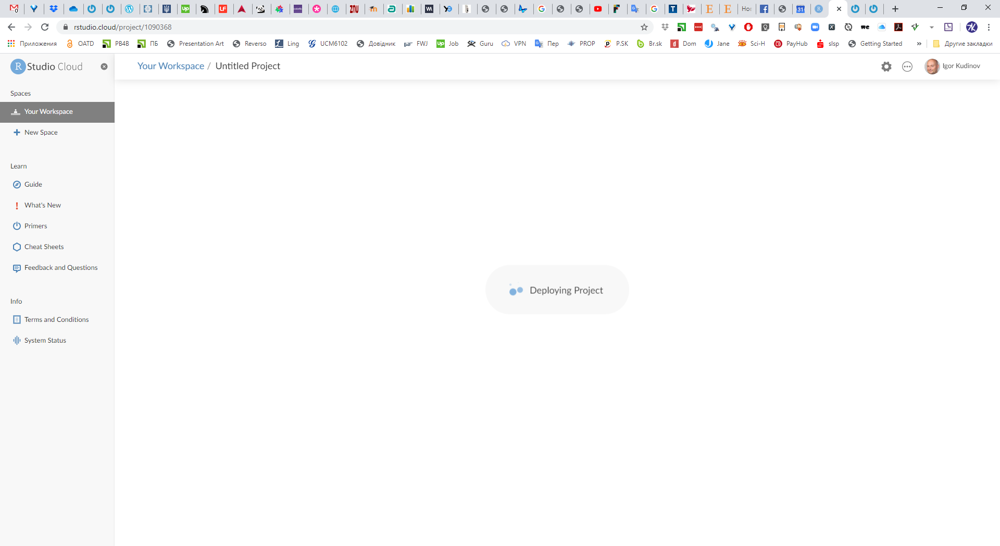 Но
rstudio.cloud/project/1090368
Приложения OATD PB4B ПБ Presentation Art Reverso Ling UCM6102 Довідник FWJ Job Guru VPN Пер PROP P.SK Br.sk Dom Jane Sci-H PayHub slsp Getting Started » Другие закладки
R Studio Cloud
Your Workspace / Untitled Project
Igor Kudinov
Spaces
Your Workspace
New Space
Learn
Guide
What's New
Primers
Cheat Sheets
Feedback and Questions
Info
Terms and Conditions
System Status
Deploying Project